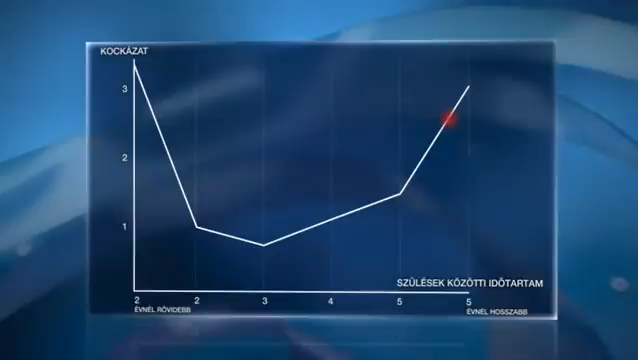 KOCKÁZAT
3
2
1
SZÜLÉSEK KÖZÖTTI IDŐTARTAM
2 2 3 4 5 5
ÉVNÉL RÖVIDEBB
ÉVNÉL HOSSZABB